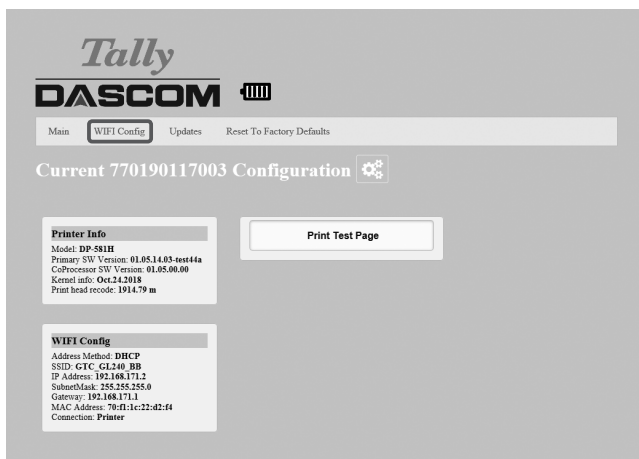 Tally
DASCOM
Main WIFI Config Updates Reset To Factory Defaults
Current 770190117003 Configuration
Printer Info
Model: DP-581H
Primary SW Version: 01.05.14.03-test44a
CoProcessor SW Version: 01.05.00.00
Kernel info: Oct.24.2018
Print head recode: 1914.79 m
Print Test Page
WIFI Config
Address Method: DHCP
SSID: GTC_GL240_BB
IP Address: 192.168.171.2
SubnetMask: 255.255.255.0
Gateway: 192.168.171.1
MAC Address: 70:f1:1c:22:d2:f4
Connection: Printer